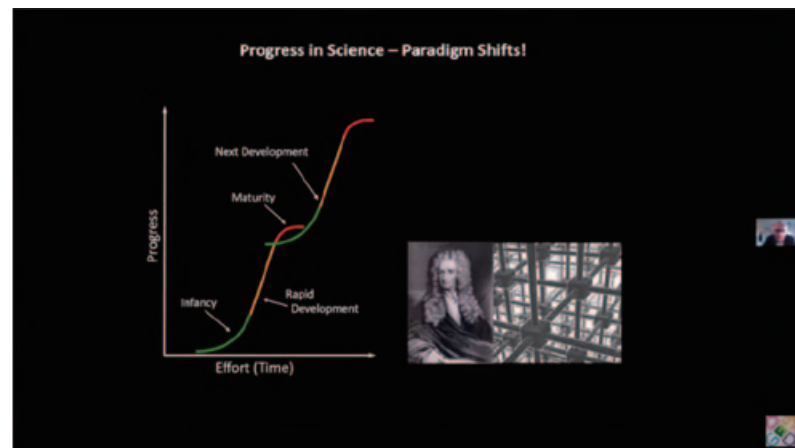 Progress in Science – Paradigm Shifts!
Next Development
Maturity
Progress
Infancy
Rapid
Development
Effort (Time)